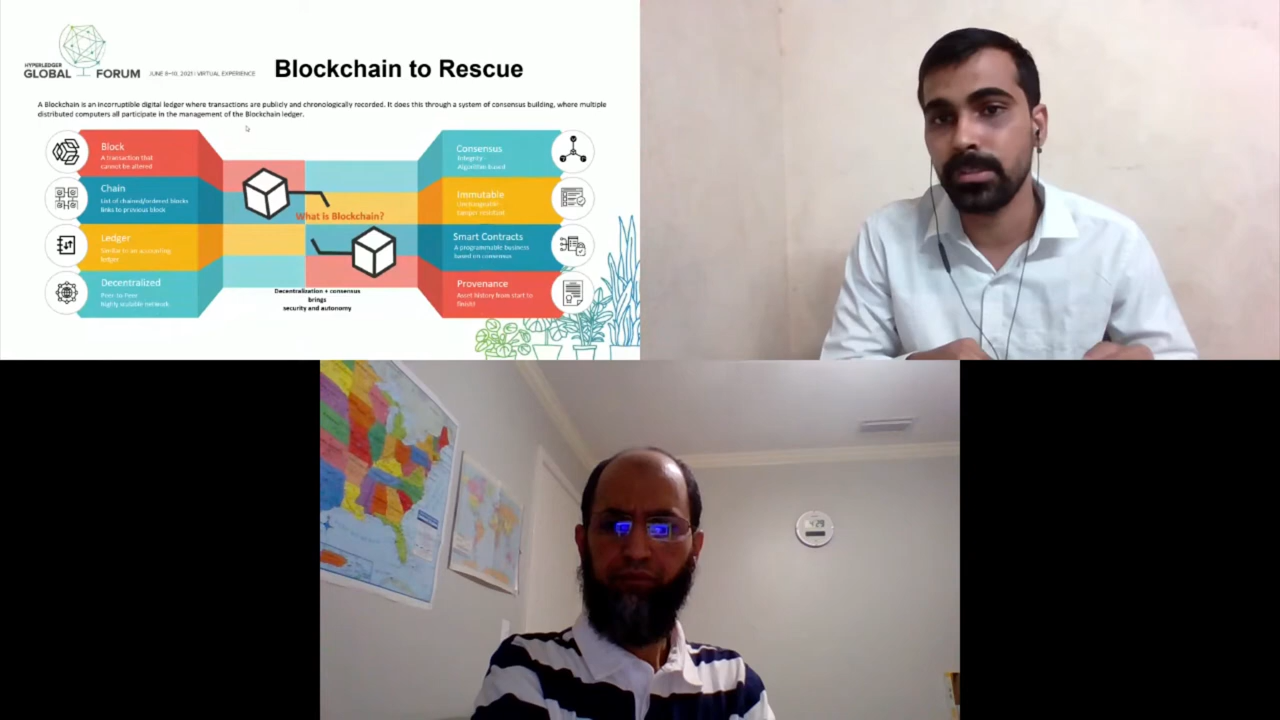 HYPERLEDGER
GLOBAL FORUM
JUNE 8–10, 2021 | VIRTUAL EXPERIENCE
Blockchain to Rescue
A Blockchain is an incorruptible digital ledger where transactions are publicly and chronologically recorded. It does this through a system of consensus building, where multiple
distributed computers all participate in the management of the Blockchain ledger.
Block
A transaction that
cannot be altered
Chain
List of chained/ordered blocks
links to previous block
Ledger
Similar to an accounting
ledger
Decentralized
Peer-to-Peer
highly scalable network
What is Blockchain?
Decentralization + consensus
brings
security and autonomy
Consensus
Integrity-
Algorithm based
Immutable
Unchangeable-
Smart Contracts
A programmable business
based on consensus
Provenance
Asset history from start to
finish!